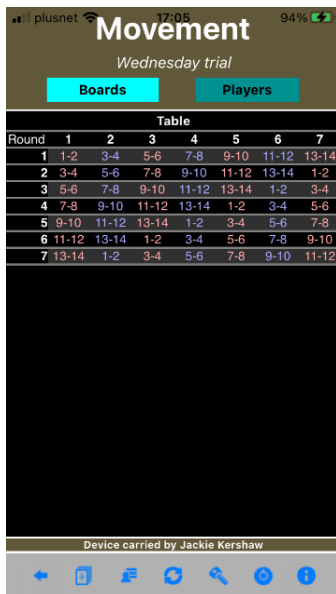 plusnet 17:05 94%
Movement
Wednesday trial
Boards Players
Table
Round 1 2 3 4 5 6 7
1 1-2 3-4 5-6 7-8 9-10 11-12 13-14
2 3-4 5-6 7-8 9-10 11-12 13-14 1-2
3 5-6 7-8 9-10 11-12 13-14 1-2 3-4
4 7-8 9-10 11-12 13-14 1-2 3-4 5-6
5 9-10 11-12 13-14 1-2 3-4 5-6 7-8
6 11-12 13-14 1-2 3-4 5-6 7-8 9-10
7 13-14 1-2 3-4 5-6 7-8 9-10 11-12
Device carried by Jackie Kershaw